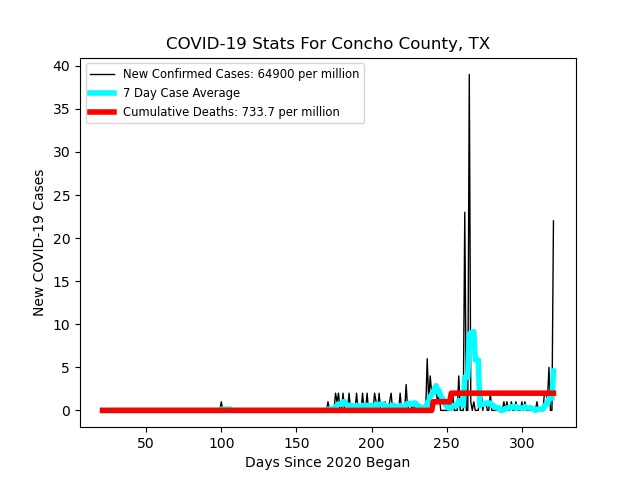 COVID-19 Stats For Concho County, TX
New Confirmed Cases: 64900 per million
7 Day Case Average
Cumulative Deaths: 733.7 per million
New COVID-19 Cases
40
35
30
25
20
15
10
5
0
50 100 150 200 250 300
Days Since 2020 Began